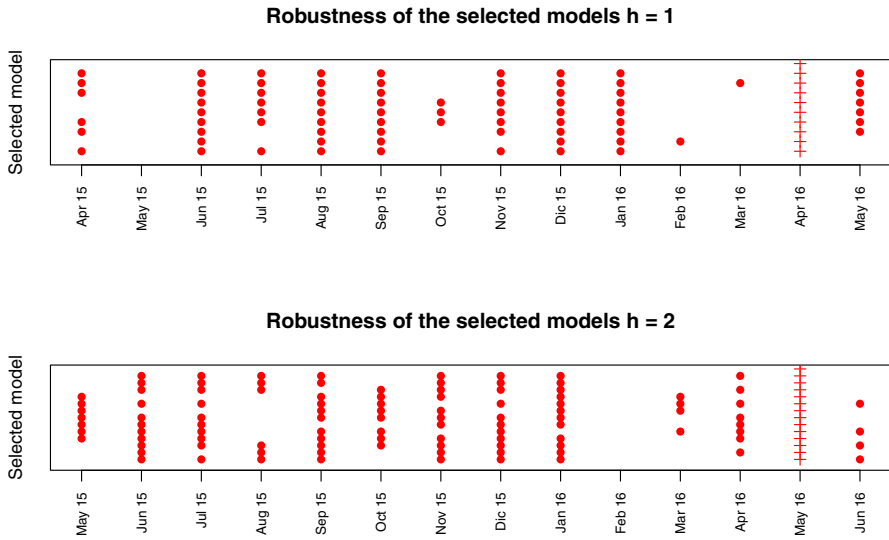 Robustness of the selected models h = 1
Selected model
Apr 15
May 15
Jun 15
Jul 15
Aug 15
Sep 15
Oct 15
Nov 15
Dic 15
Jan 16
Feb 16
Mar 16
Apr 16
May 16
Robustness of the selected models h = 2
Selected model
May 15
Jun 15
Jul 15
Aug 15
Sep 15
Oct 15
Nov 15
Dic 15
Jan 16
Feb 16
Mar 16
Apr 16
May 16
Jun 16